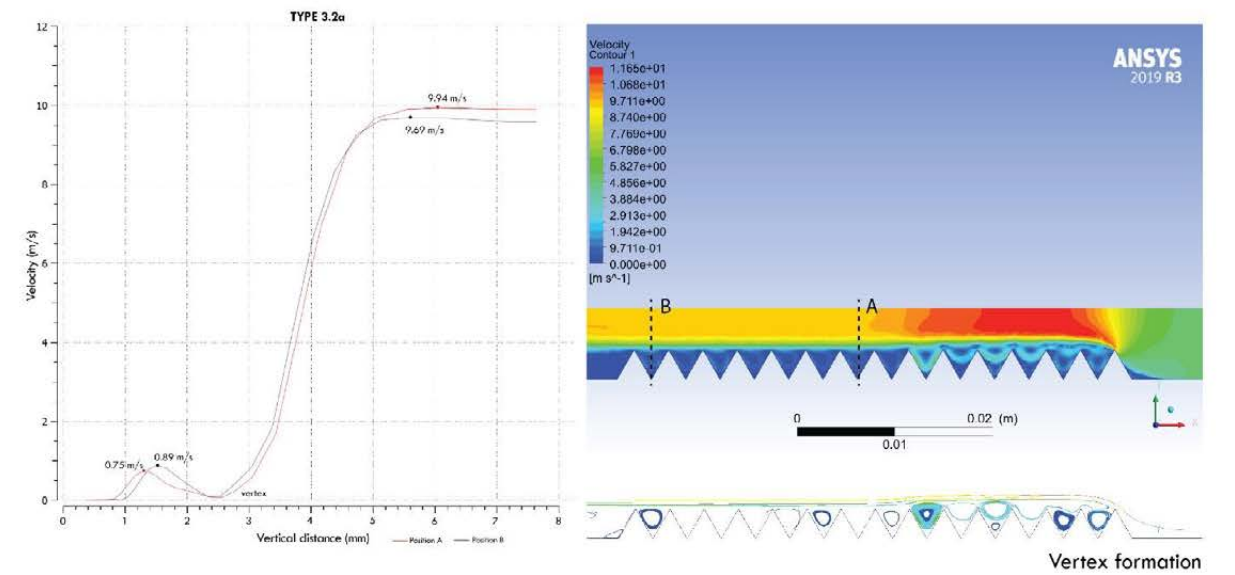 TYPE 3.2a
12
10
8
6
4
2
0
Velocity (m/s)
9.94 m/s
9.69 m/s
0.75 m/s
0.89 m/s
vertex
0 1 2 3 4 5 6 7 8
Vertical distance (mm)
Position A
Position B
Velocity
Contour 1
1.165e+01
1.068e+01
9.711e+00
8.740e+00
7.769e+00
6.798e+00
5.827e+00
4.856e+00
3.884e+00
2.913e+00
1.942e+00
9.711e-01
0.000e+00
[m s^-1]
ANSYS
2019 R3
B
A
0 0.02 (m)
0.01
X
Vertex formation